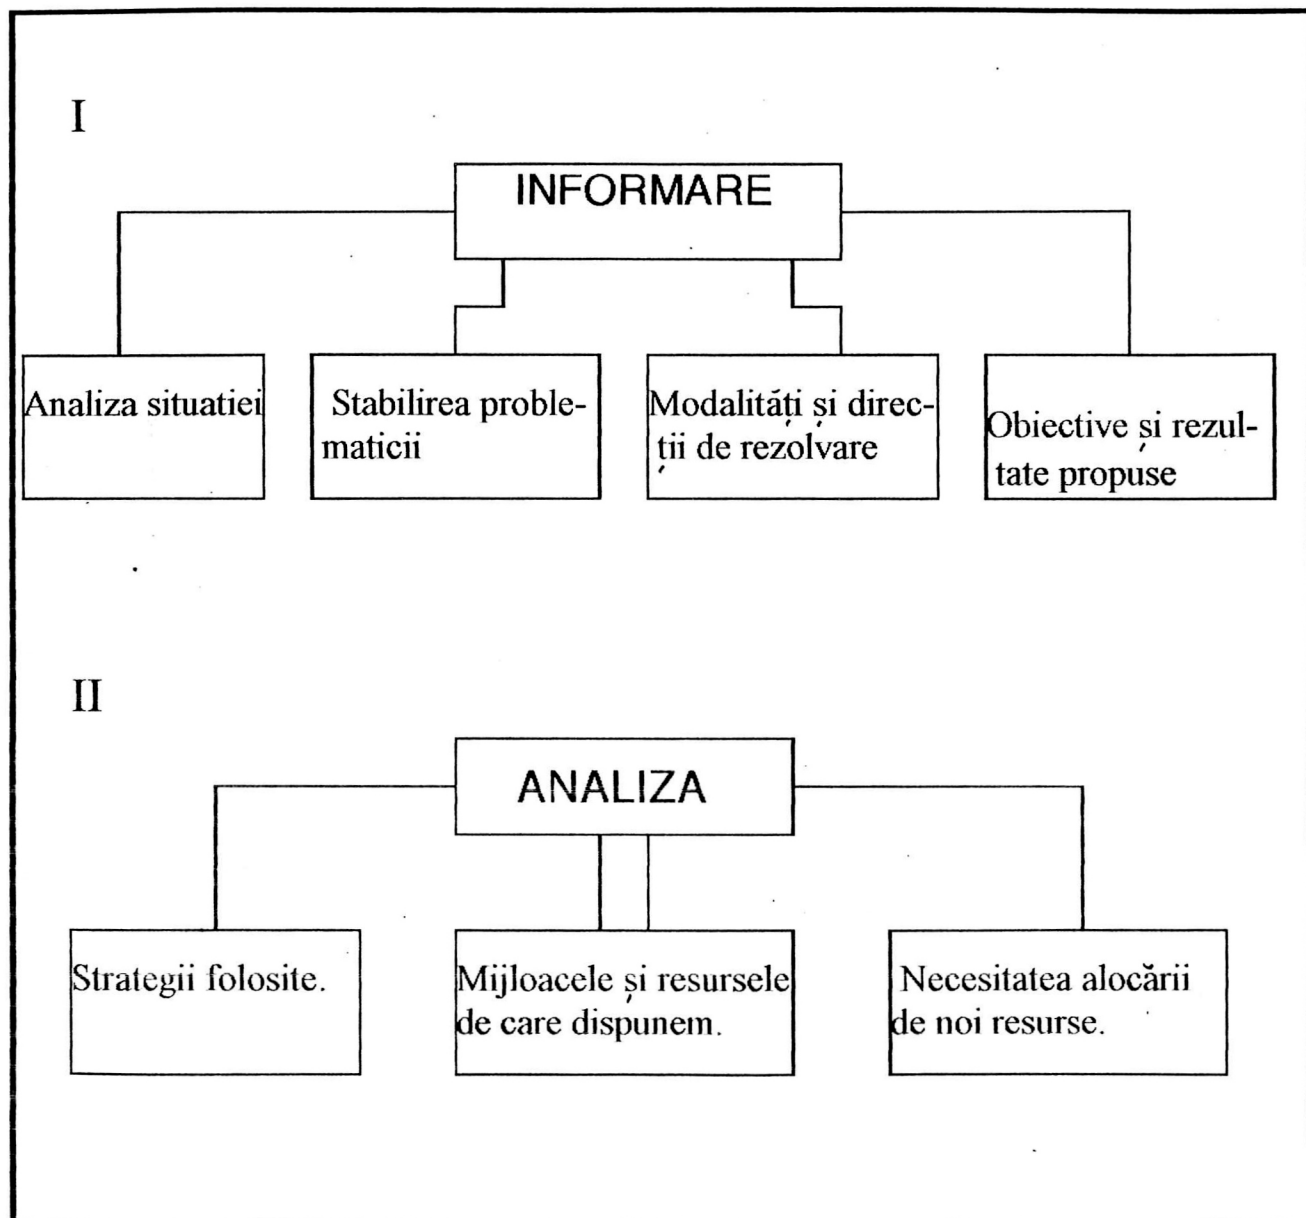 I
INFORMARE
Analiza situatiei
Stabilirea proble-
maticii
Modalități și direc-
ții de rezolvare
Obiective și rezul-
tate propuse
II
ANALIZA
Strategii folosite.
Mijloacele și resursele
de care dispunem.
Necesitatea alocării
de noi resurse.